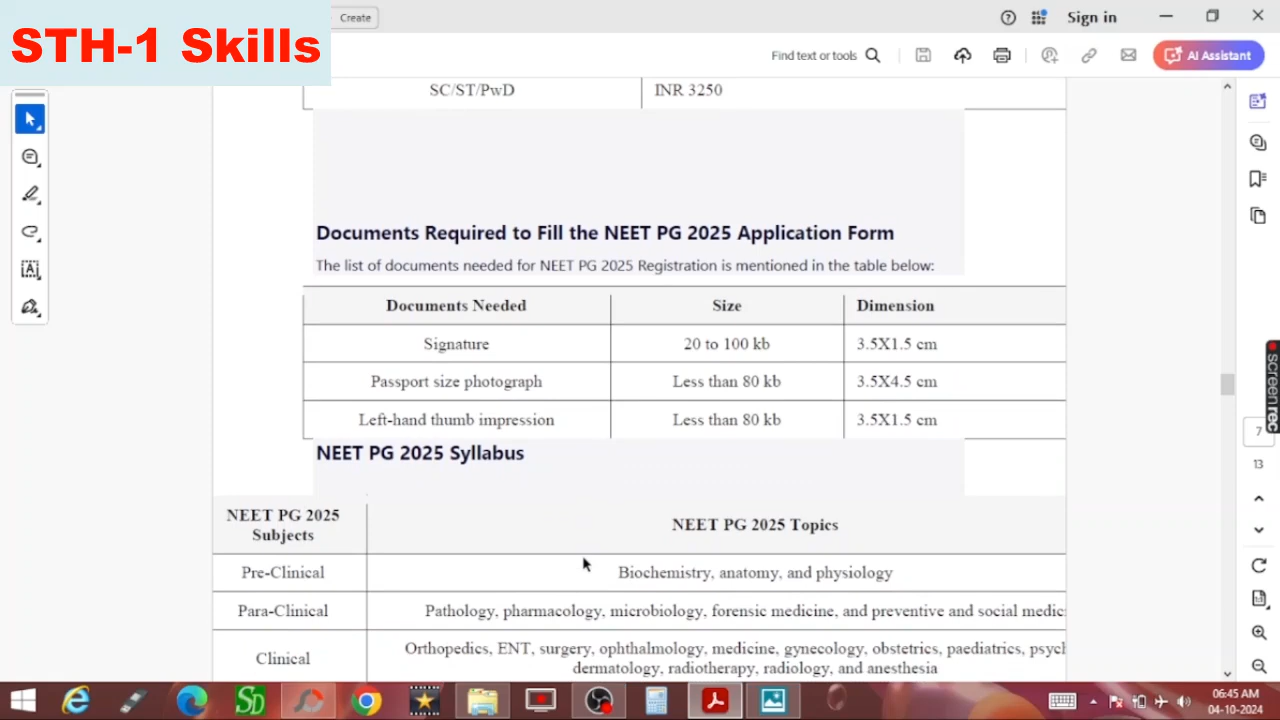 STH-1 Skills
Create
Sign in
Find text or tools
AI Assistant
SC/ST/PwD INR 3250
Documents Required to Fill the NEET PG 2025 Application Form
The list of documents needed for NEET PG 2025 Registration is mentioned in the table below:
Documents Needed Size Dimension
Signature 20 to 100 kb 3.5X1.5 cm
Passport size photograph Less than 80 kb 3.5X4.5 cm
Left-hand thumb impression Less than 80 kb 3.5X1.5 cm
NEET PG 2025 Syllabus
NEET PG 2025
Subjects
NEET PG 2025 Topics
Pre-Clinical Biochemistry, anatomy, and physiology
Para-Clinical Pathology, pharmacology, microbiology, forensic medicine, and preventive and social medic
Clinical
Orthopedics, ENT, surgery, ophthalmology, medicine, gynecology, obstetrics, paediatrics, psych
dermatology, radiotherapy, radiology, and anesthesia
screenrec
7
13
06:45 AM
04-10-2024